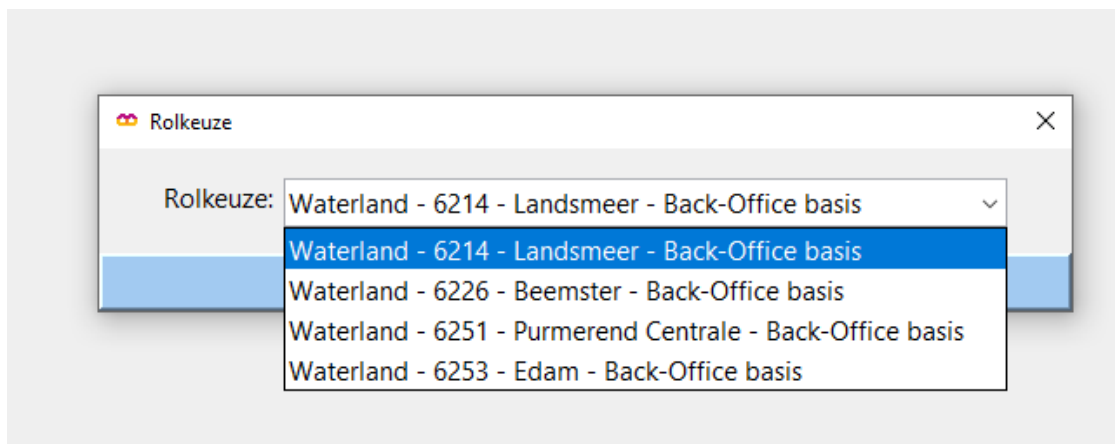 Rolkeuze
Rolkeuze: Waterland - 6214 - Landsmeer - Back-Office basis
Waterland - 6214 - Landsmeer - Back-Office basis
Waterland - 6226 - Beemster - Back-Office basis
Waterland - 6251 - Purmerend Centrale - Back-Office basis
Waterland - 6253 - Edam - Back-Office basis